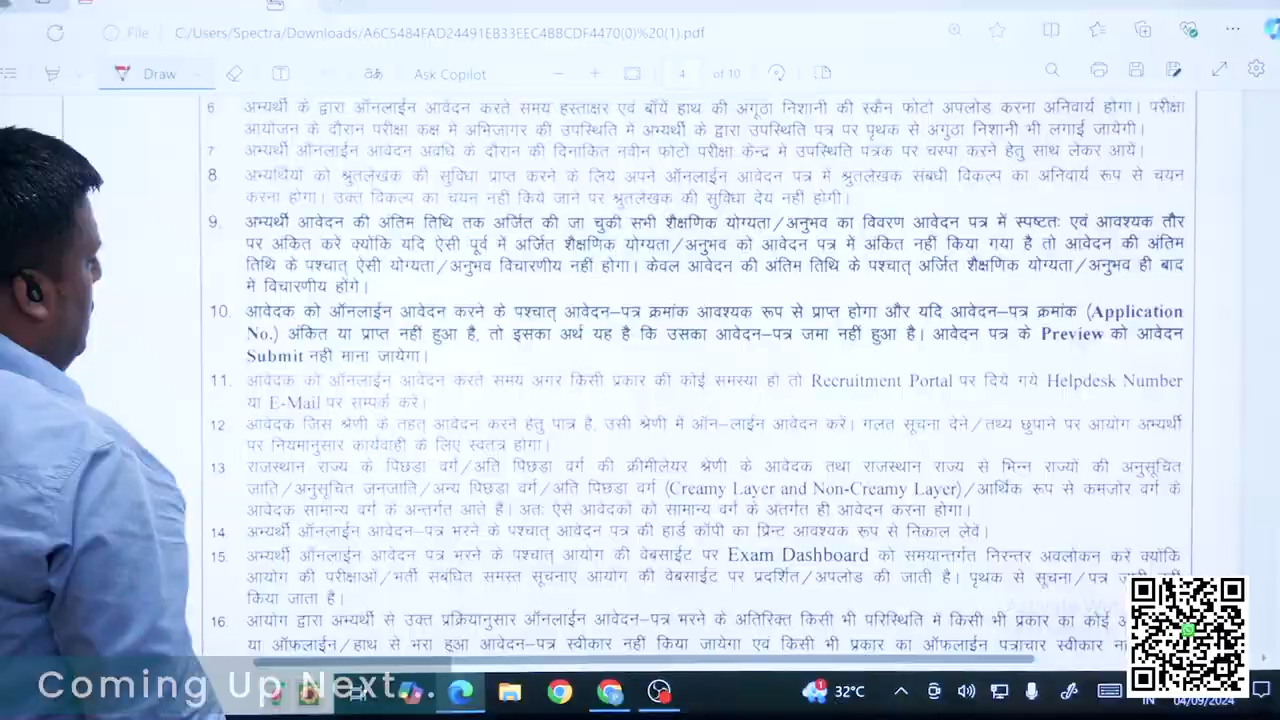 File C:/Users/Spectra/Downloads/A6C5484FAD24491EB33EEC4BBCDF4470(0)%20(1).pdf
Draw Ask Copilot 4 of 10
6 अभ्यर्थी के द्वारा ऑनलाईन आवेदन करते समय हस्ताक्षर एवं बाँये हाथ की अगूठा निशानी की स्कैन फोटो अपलोड करना अनिवार्य होगा। परीक्षा
आयोजन के दौरान परीक्षा कक्ष में अभिजागर की उपस्थिति में अभ्यर्थी के द्वारा उपस्थिति पत्र पर पृथक से अगुठा निशानी भी लगाई जायेगी।
7 अभ्यर्थी ऑनलाईन आवेदन अवधि के दौरान की दिनांकित नवीन फोटो परीक्षा केन्द्र में उपस्थिति पत्रक पर चस्पा करने हेतु साथ लेकर आयें।
8 अभ्यर्थियों को श्रुतलेखक की सुविधा प्राप्त करने के लिये अपने ऑनलाईन आवेदन पत्र में श्रुतलेखक संबंधी विकल्प का अनिवार्य रूप से चयन
करना होगा। उक्त विकल्प का चयन नहीं किये जाने पर श्रुतलेखक की सुविधा देय नहीं होगी।
9. अभ्यर्थी आवेदन की अंतिम तिथि तक अर्जित की जा चुकी सभी शैक्षणिक योग्यता/अनुभव का विवरण आवेदन पत्र में स्पष्टतः एवं आवश्यक तौर
पर अंकित करें क्योंकि यदि ऐसी पूर्व में अर्जित शैक्षणिक योग्यता/अनुभव को आवेदन पत्र में अंकित नहीं किया गया है तो आवेदन की अंतिम
तिथि के पश्चात् ऐसी योग्यता/अनुभव विचारणीय नहीं होगा। केवल आवेदन की अंतिम तिथि के पश्चात् अर्जित शैक्षणिक योग्यता/अनुभव ही बाद
में विचारणीय होंगे।
10. आवेदक को ऑनलाईन आवेदन करने के पश्चात् आवेदन–पत्र क्रमांक आवश्यक रूप से प्राप्त होगा और यदि आवेदन–पत्र क्रमांक (Application
No.) अंकित या प्राप्त नहीं हुआ है, तो इसका अर्थ यह है कि उसका आवेदन–पत्र जमा नहीं हुआ है। आवेदन पत्र के Preview को आवेदन
Submit नहीं माना जायेगा।
11. आवेदक को ऑनलाईन आवेदन करते समय अगर किसी प्रकार की कोई समस्या हो तो Recruitment Portal पर दिये गये Helpdesk Number
या E-Mail पर सम्पर्क करें।
12. आवेदक जिस श्रेणी के तहत् आवेदन करने हेतु पात्र है, उसी श्रेणी में ऑन–लाईन आवेदन करें। गलत सूचना देने/तथ्य छुपाने पर आयोग अभ्यर्थी
पर नियमानुसार कार्यवाही के लिए स्वतंत्र होगा।
13 राजस्थान राज्य के पिछडा वर्ग/अति पिछडा वर्ग की क्रीमीलेयर श्रेणी के आवेदक तथा राजस्थान राज्य से भिन्न राज्यों की अनुसूचित
जाति/अनुसूचित जनजाति/अन्य पिछडा वर्ग/अति पिछडा वर्ग (Creamy Layer and Non-Creamy Layer)/आर्थिक रूप से कमजोर वर्ग के
आवेदक सामान्य वर्ग के अन्तर्गत आते है। अतः ऐसे आवेदकों को सामान्य वर्ग के अंतर्गत ही आवेदन करना होगा।
14 अभ्यर्थी ऑनलाईन आवेदन–पत्र भरने के पश्चात् आवेदन पत्र की हार्ड कॉपी का प्रिन्ट आवश्यक रूप से निकाल लेवें।
15. अभ्यर्थी ऑनलाईन आवेदन पत्र भरने के पश्चात् आयोग की वेबसाईट पर Exam Dashboard को समयान्तर्गत निरन्तर अवलोकन करें क्योंकि
आयोग की परीक्षाओं/भर्ती संबंधित समस्त सूचनाए आयोग की वेबसाईट पर प्रदर्शित/अपलोड की जाती है। पृथक से सूचना/पत्र
किया जाता है।
16. आयोग द्वारा अभ्यर्थी से उक्त प्रक्रियानुसार ऑनलाईन आवेदन–पत्र भरने के अतिरिक्त किसी भी परिस्थिति में किसी भी प्रकार का कोई
या ऑफलाईन/हाथ से भरा हुआ आवेदन–पत्र स्वीकार नहीं किया जायेगा एवं किसी भी प्रकार का ऑफलाईन पत्राचार स्वीकार
Coming Up Next...
32°C
IN 04/09/2024